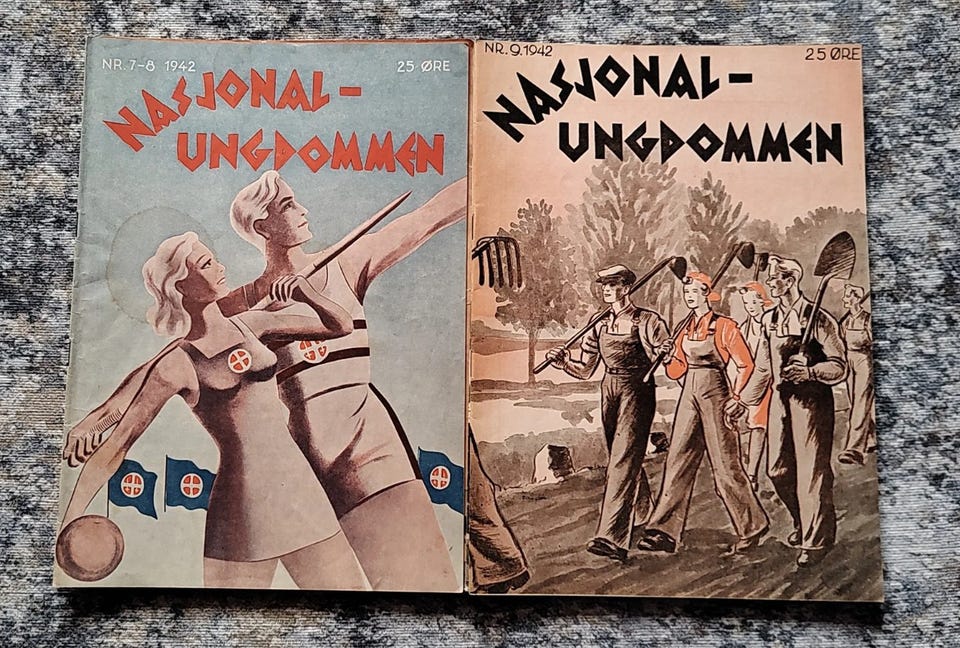 NR. 7-8 1942 25 ØRE
NASJONAL-
UNGDOMMEN
NR. 9. 1942 25 ØRE
NASJONAL-
UNGDOMMEN